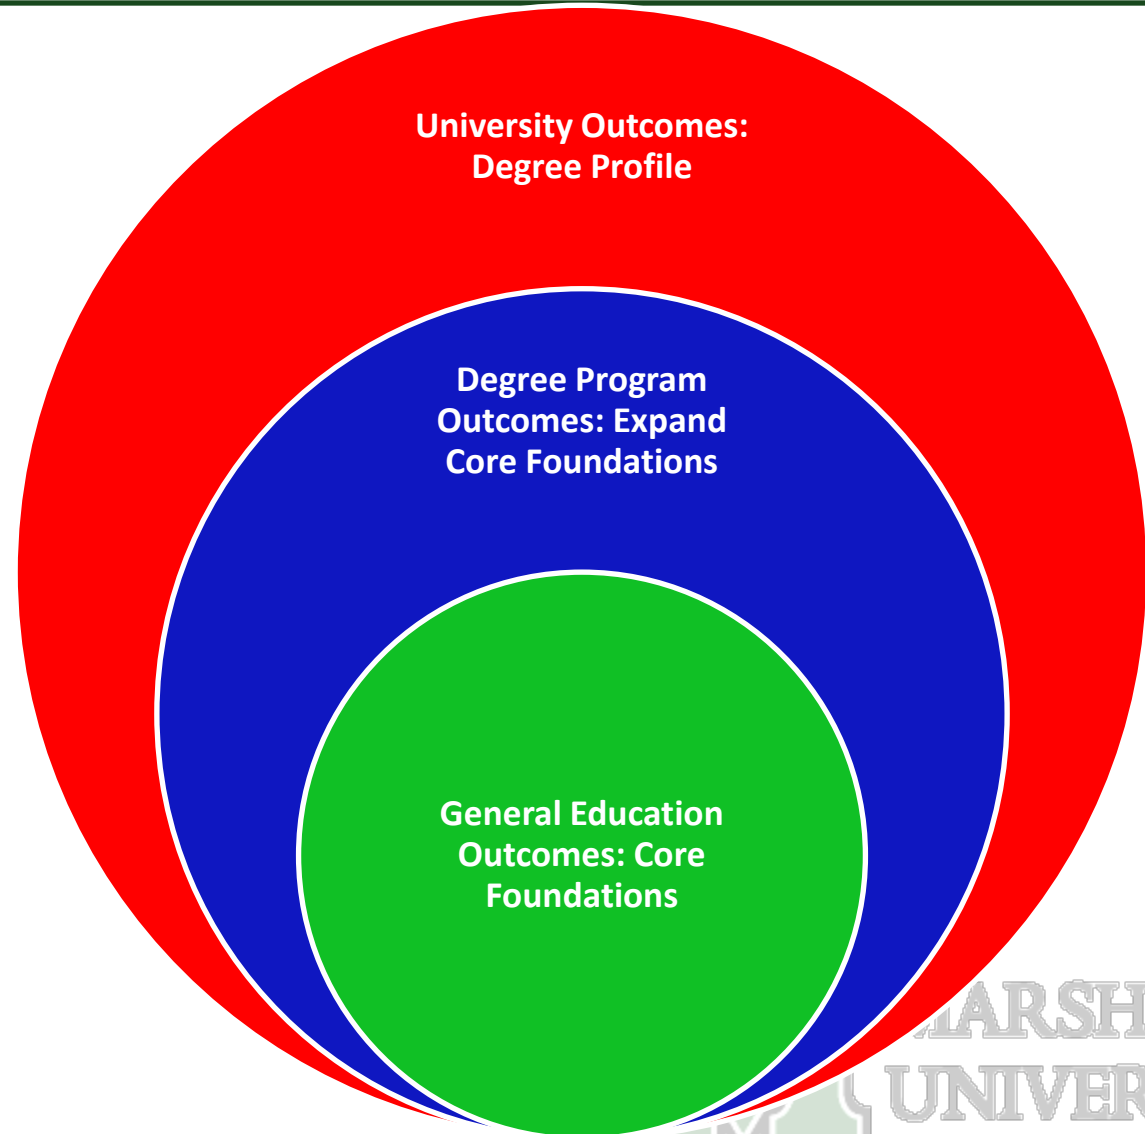 University Outcomes:
Degree Profile
Degree Program
Outcomes: Expand
Core Foundations
General Education
Outcomes: Core
Foundations